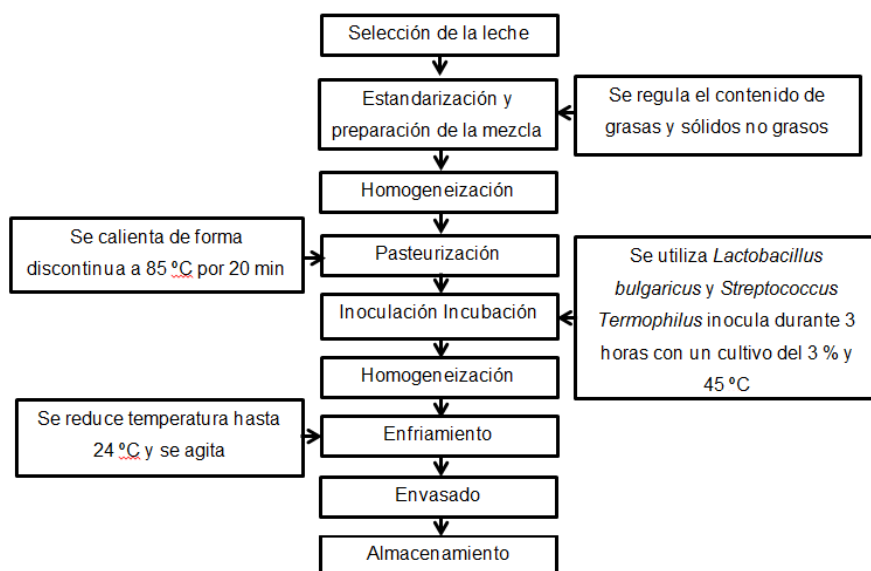 Selección de la leche
Estandarización y
preparación de la mezcla
Se regula el contenido de
grasas y sólidos no grasos
Homogeneización
Se calienta de forma
discontinua a 85 ºC por 20 min
Pasteurización
Se utiliza Lactobacillus
bulgaricus y Streptococcus
Termophilus inocula durante 3
horas con un cultivo del 3 % y
45 ºC
Inoculación Incubación
Homogeneización
Se reduce temperatura hasta
24 ºC y se agita
Enfriamiento
Envasado
Almacenamiento